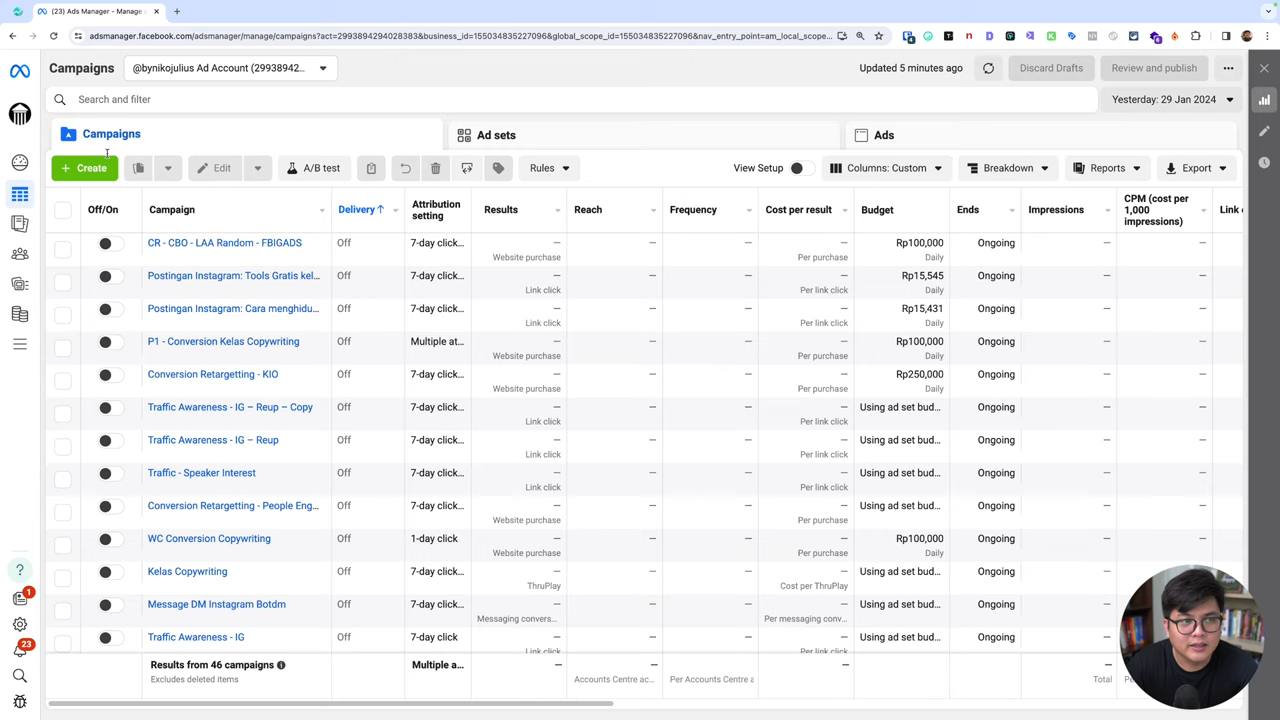 (23) Ads Manager - Manage
adsmanager.facebook.com/adsmanager/manage/campaigns?act=2993894294028383&business_id=155034835227096&global_scope_id=155034835227096&nav_entry_point=am_local_scope...
Campaigns
@bynikojulius Ad Account (29938942...
Updated 5 minutes ago
Discard Drafts
Review and publish
Search and filter
Yesterday: 29 Jan 2024
Campaigns
Ad sets
Ads
+ Create
Edit
A/B test
Rules
View Setup
Columns: Custom
Breakdown
Reports
Export
Off/On Campaign Delivery ↑ Attribution setting Results Reach Frequency Cost per result Budget Ends Impressions CPM (cost per 1,000 impressions) Link
CR - CBO - LAA Random - FBIGADS Off 7-day click... — — — — Rp100,000 Ongoing — —
Website purchase Per purchase Daily
Postingan Instagram: Tools Gratis kel... Off 7-day click... — — — — Rp15,545 Ongoing — —
Link click Per link click Daily
Postingan Instagram: Cara menghidu... Off 7-day click... — — — — Rp15,431 Ongoing — —
Link click Per link click Daily
P1 - Conversion Kelas Copywriting Off Multiple at... — — — — Rp100,000 Ongoing — —
Website purchase Per purchase Daily
Conversion Retargetting - KIO Off 7-day click... — — — — Rp250,000 Ongoing — —
Website purchase Per purchase Daily
Traffic Awareness - IG – Reup – Copy Off 7-day click... — — — — Using ad set bud... Ongoing — —
Link click Per link click
Traffic Awareness - IG – Reup Off 7-day click... — — — — Using ad set bud... Ongoing — —
Link click Per link click
Traffic - Speaker Interest Off 7-day click... — — — — Using ad set bud... Ongoing — —
Link click Per link click
Conversion Retargetting - People Eng... Off 7-day click... — — — — Using ad set bud... Ongoing — —
Website purchase Per purchase
WC Conversion Copywriting Off 1-day click — — — — Rp100,000 Ongoing — —
Website purchase Per purchase Daily
Kelas Copywriting Off 7-day click... — — — — Using ad set bud... Ongoing —
ThruPlay Cost per ThruPlay
Message DM Instagram Botdm Off 7-day click... — — — — Using ad set bud... Ongoing —
Messaging convers... Per messaging conv...
Traffic Awareness - IG Off 7-day click — — — — Using ad set bud... Ongoing —
Link click Per link click
Results from 46 campaigns Multiple a... — — — — —
Excludes deleted items Accounts Centre ac... Per Accounts Centre a Total
1
23